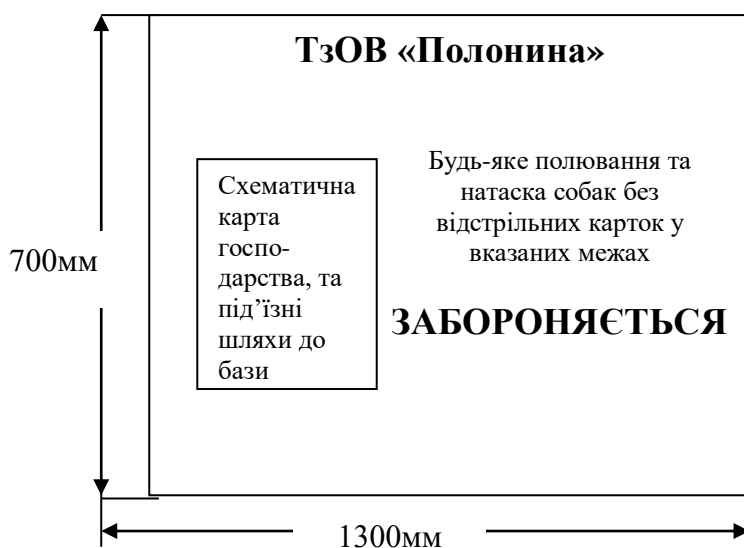 ТзОВ «Полонина»
Схематична
карта
госпо-
дарства, та
під’їзні
шляхи до
бази
Будь-яке полювання та
натаска собак без
відстрільних карток у
вказаних межах
ЗАБОРОНЯЄТЬСЯ
700мм
1300мм